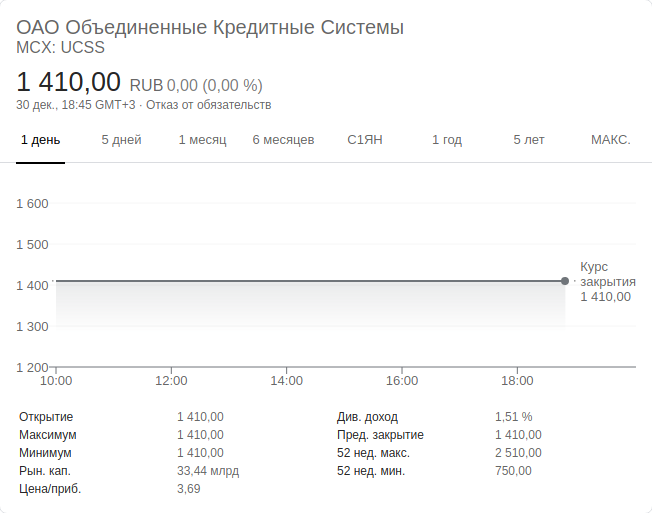 ОАО Объединенные Кредитные Системы
MCX: UCSS
1 410,00 RUB 0,00 (0,00 %)
30 дек., 18:45 GMT+3 · Отказ от обязательств
1 день 5 дней 1 месяц 6 месяцев С1ЯН 1 год 5 лет МАКС.
1 600
1 500
1 400
1 300
1 200
Курс
закрытия
1 410,00
10:00 12:00 14:00 16:00 18:00
Открытие 1 410,00 Див. доход 1,51 %
Максимум 1 410,00 Пред. закрытие 1 410,00
Минимум 1 410,00 52 нед. макс. 2 510,00
Рын. кап. 33,44 млрд 52 нед. мин. 750,00
Цена/приб. 3,69